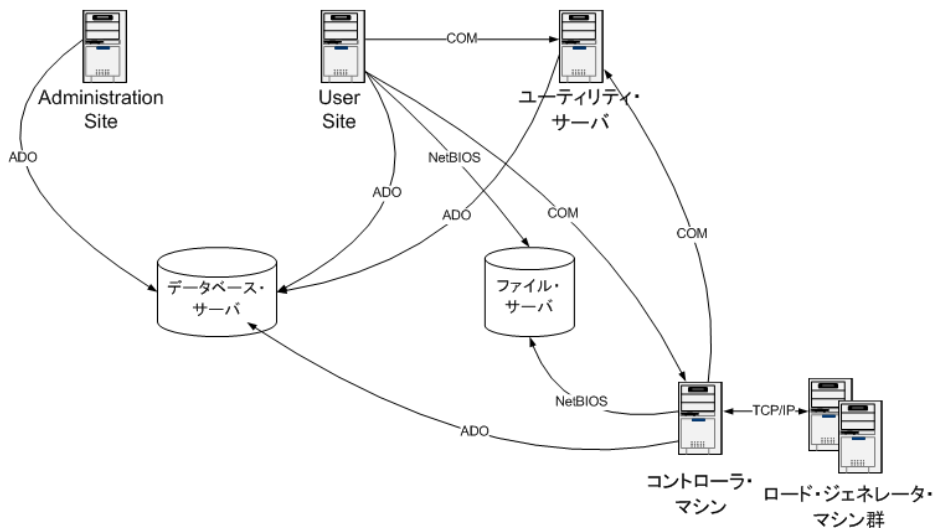 COM
Administration
Site
User
Site
ユーティリティ・
サーバ
ADO
NetBIOS
ADO
ADO
COM
COM
データベース・
サーバ
ファイル・
サーバ
NetBIOS
TCP/IP
ADO
コントローラ・
マシン
ロード・ジェネレータ・
マシン群